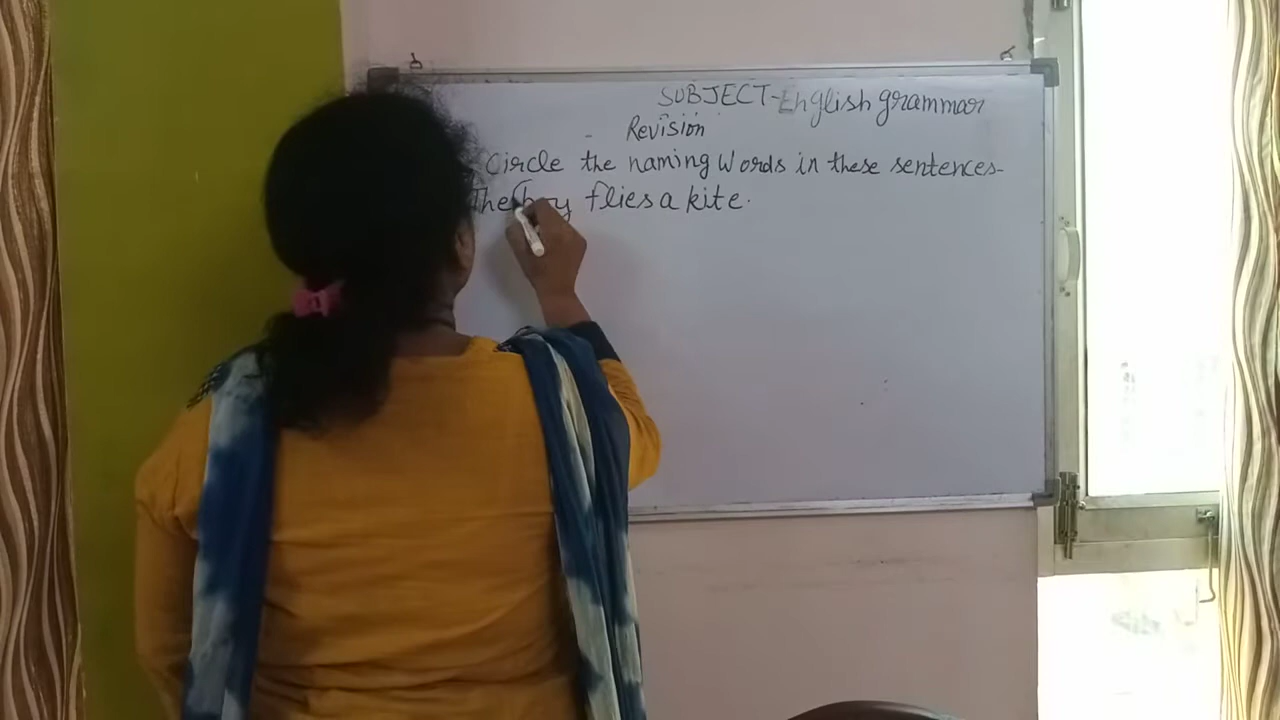 SUBJECT-English grammar
Revision
Circle the naming Words in these sentences-
The boy flies a kite.